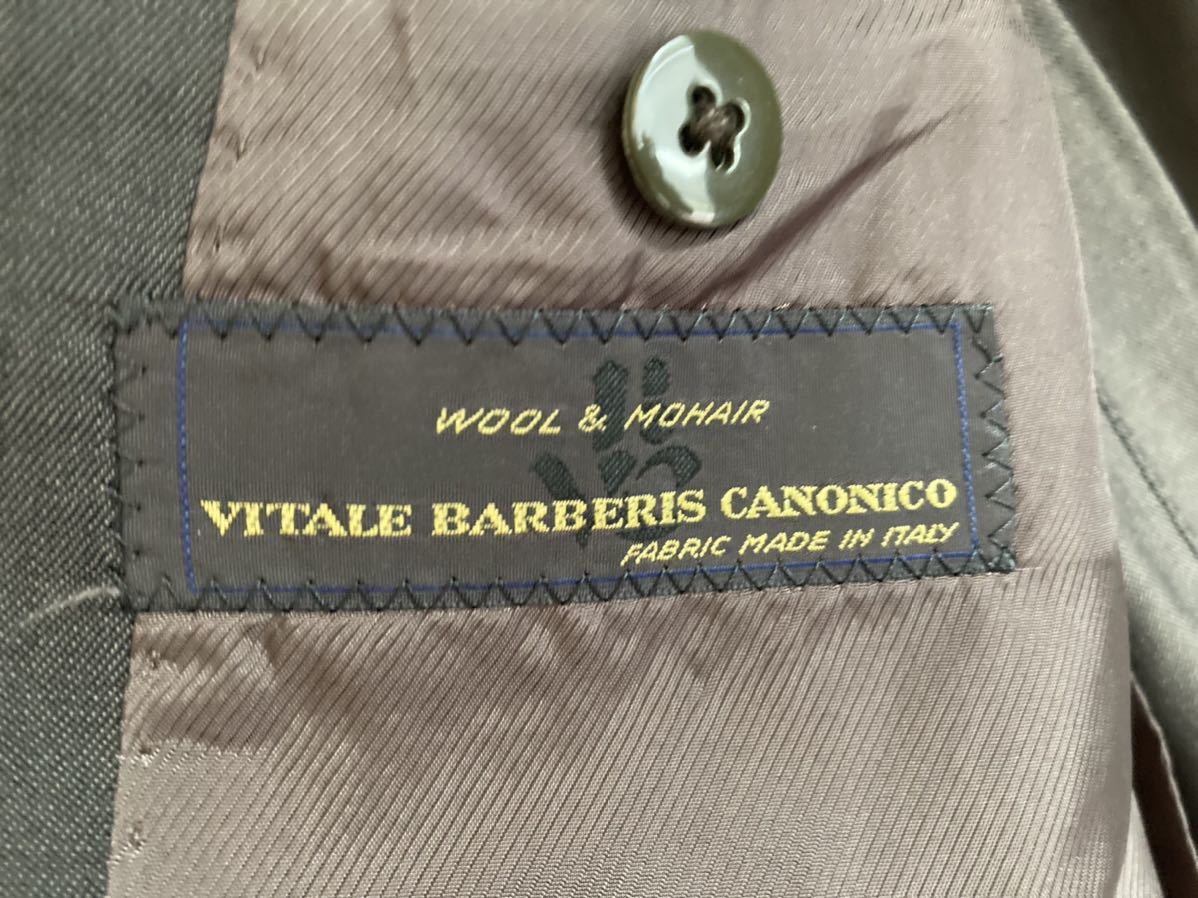 WOOL & MOHAIR
VITALE BARBERIS CANONICO
FABRIC MADE IN ITALY